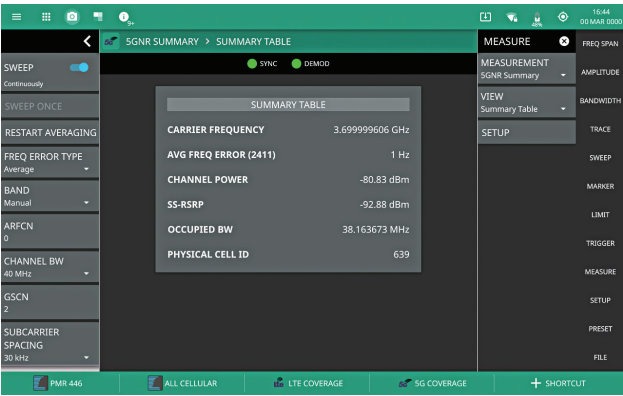 9+
48%
16:44
00 MAR 0000
5GNR SUMMARY > SUMMARY TABLE
SWEEP
Continuously
SWEEP ONCE
RESTART AVERAGING
FREQ ERROR TYPE
Average
BAND
Manual
ARFCN
0
CHANNEL BW
40 MHz
GSCN
2
SUBCARRIER
SPACING
30 kHz
SYNC
DEMOD
SUMMARY TABLE
CARRIER FREQUENCY 3.699999606 GHz
AVG FREQ ERROR (2411) 1 Hz
CHANNEL POWER -80.83 dBm
SS-RSRP -92.88 dBm
OCCUPIED BW 38.163673 MHz
PHYSICAL CELL ID 639
MEASURE
MEASUREMENT
5GNR Summary
VIEW
Summary Table
SETUP
FREQ SPAN
AMPLITUDE
BANDWIDTH
TRACE
SWEEP
MARKER
LIMIT
TRIGGER
MEASURE
SETUP
PRESET
FILE
PMR 446
ALL CELLULAR
LTE COVERAGE
5G COVERAGE
+ SHORTCUT